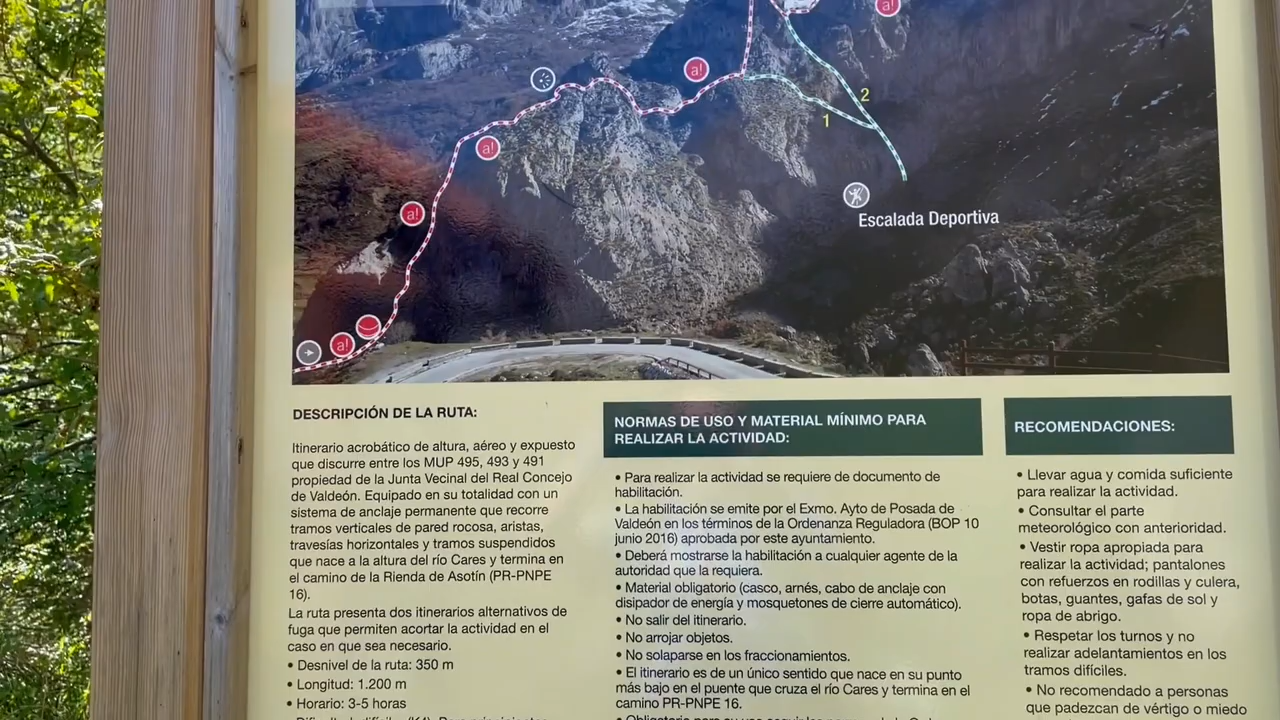 a!
a!
2
1
a!
a!
Escalada Deportiva
a!
DESCRIPCIÓN DE LA RUTA:
Itinerario acrobático de altura, aéreo y expuesto
que discurre entre los MUP 495, 493 y 491
propiedad de la Junta Vecinal del Real Concejo
de Valdeón. Equipado en su totalidad con un
sistema de anclaje permanente que recorre
tramos verticales de pared rocosa, aristas,
travesías horizontales y tramos suspendidos
que nace a la altura del río Cares y termina en
el camino de la Rienda de Asotín (PR-PNPE
16).
La ruta presenta dos itinerarios alternativos de
fuga que permiten acortar la actividad en el
caso en que sea necesario.
• Desnivel de la ruta: 350 m
• Longitud: 1.200 m
• Horario: 3-5 horas
NORMAS DE USO Y MATERIAL MÍNIMO PARA
REALIZAR LA ACTIVIDAD:
• Para realizar la actividad se requiere de documento de
habilitación.
• La habilitación se emite por el Exmo. Ayto de Posada de
Valdeón en los términos de la Ordenanza Reguladora (BOP 10
junio 2016) aprobada por este ayuntamiento.
• Deberá mostrarse la habilitación a cualquier agente de la
autoridad que la requiera.
• Material obligatorio (casco, arnés, cabo de anclaje con
disipador de energía y mosquetones de cierre automático).
• No salir del itinerario.
• No arrojar objetos.
• No solaparse en los fraccionamientos.
• El itinerario es de un único sentido que nace en su punto
más bajo en el puente que cruza el río Cares y termina en el
camino PR-PNPE 16.
RECOMENDACIONES:
• Llevar agua y comida suficiente
para realizar la actividad.
• Consultar el parte
meteorológico con anterioridad.
• Vestir ropa apropiada para
realizar la actividad; pantalones
con refuerzos en rodillas y culera,
botas, guantes, gafas de sol y
ropa de abrigo.
• Respetar los turnos y no
realizar adelantamientos en los
tramos difíciles.
• No recomendado a personas
que padezcan de vértigo o miedo